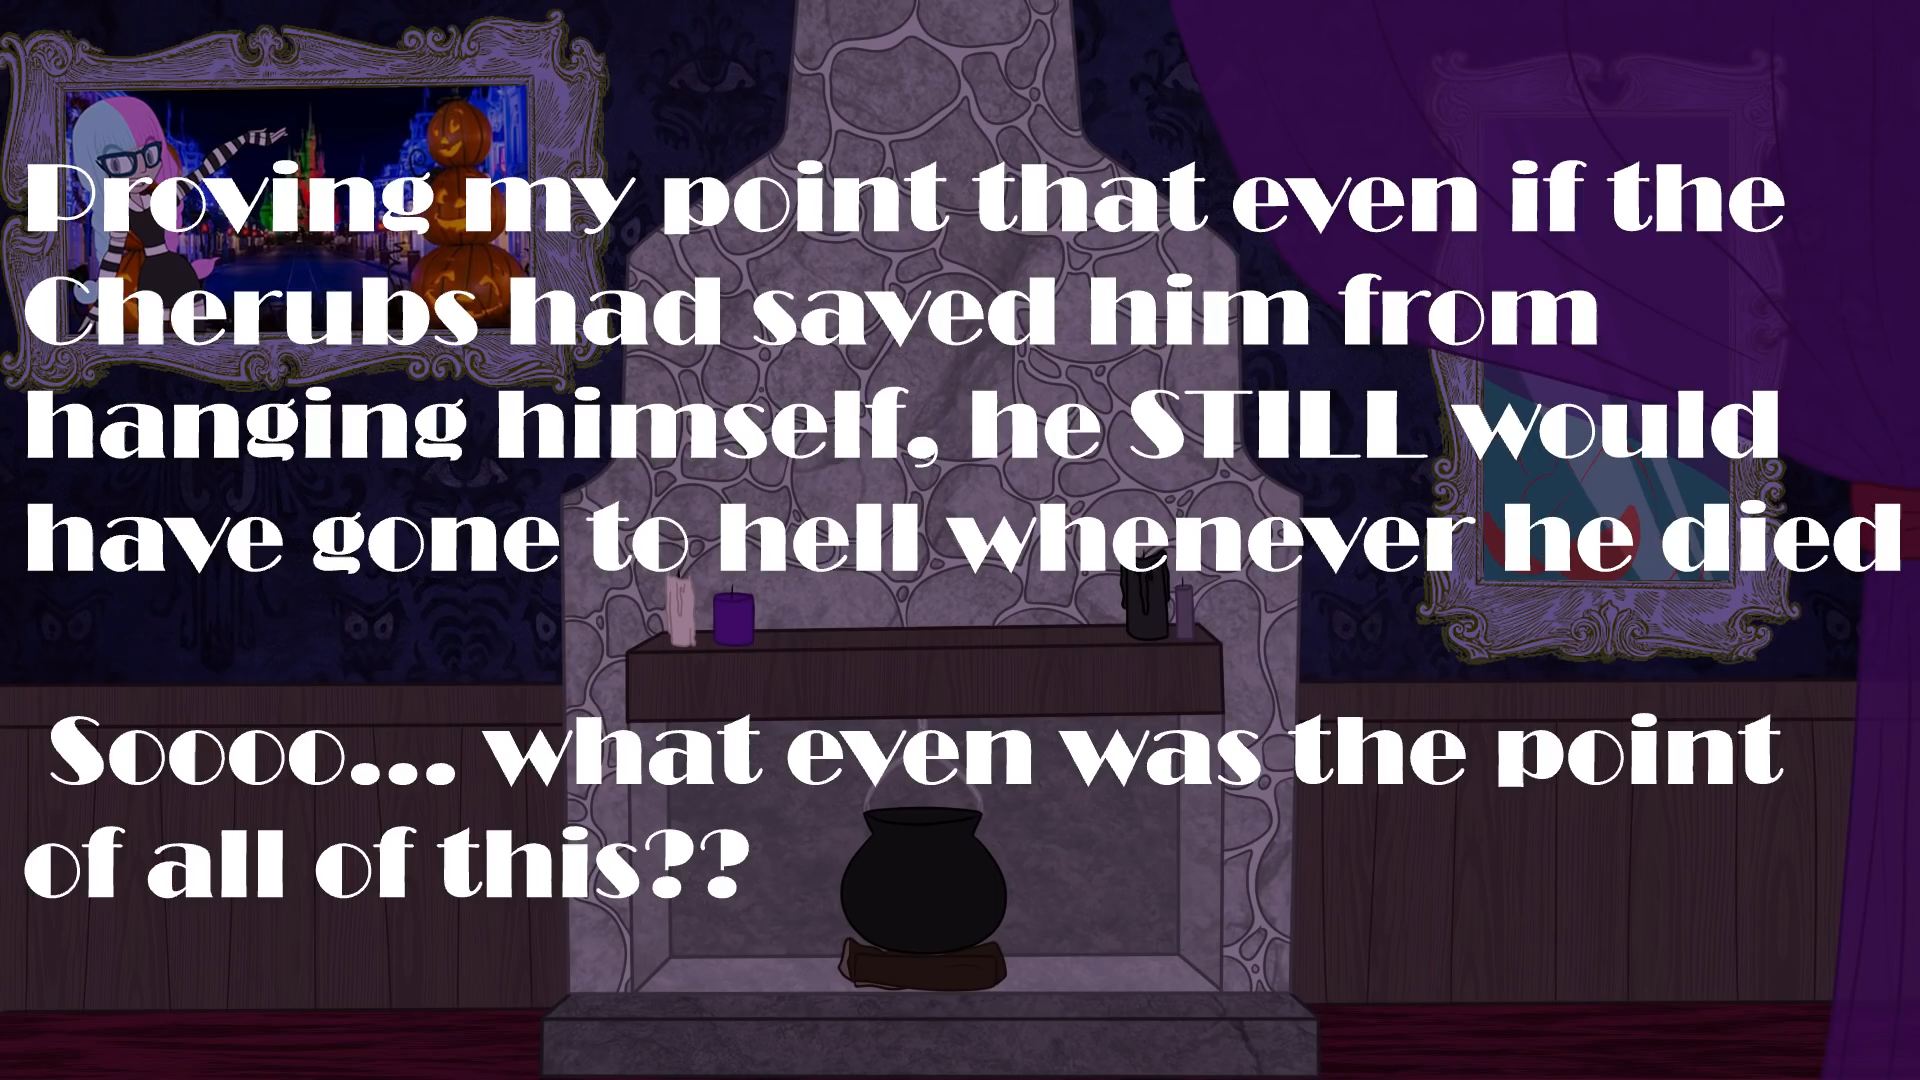 Proving my point that even if the
Cherubs had saved him from
hanging himself, he STILL would
have gone to hell whenever he died
Soooo... what even was the point
of all of this??